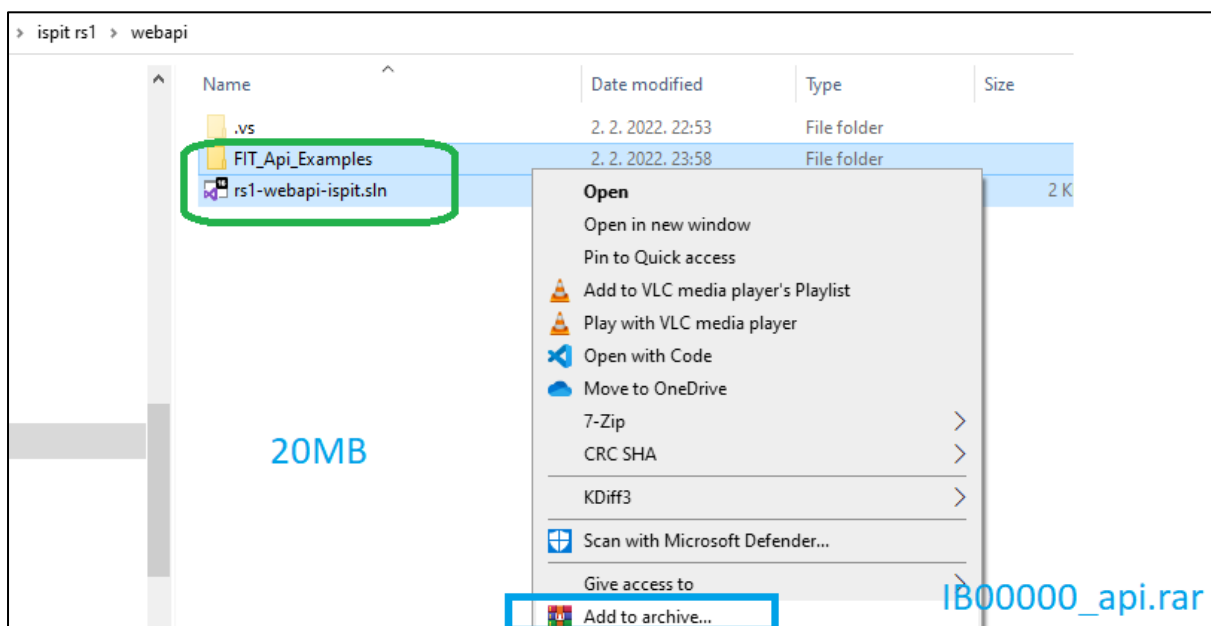 > ispit rs1 > webapi
Name Date modified Type Size
.vs 2. 2. 2022. 22:53 File folder
FIT_Api_Examples 2. 2. 2022. 23:58 File folder
rs1-webapi-ispit.sln 2 K
Open
Open in new window
Pin to Quick access
Add to VLC media player's Playlist
Play with VLC media player
Open with Code
Move to OneDrive
7-Zip
CRC SHA
KDiff3
Scan with Microsoft Defender...
Give access to
Add to archive...
20MB
IB00000_api.rar